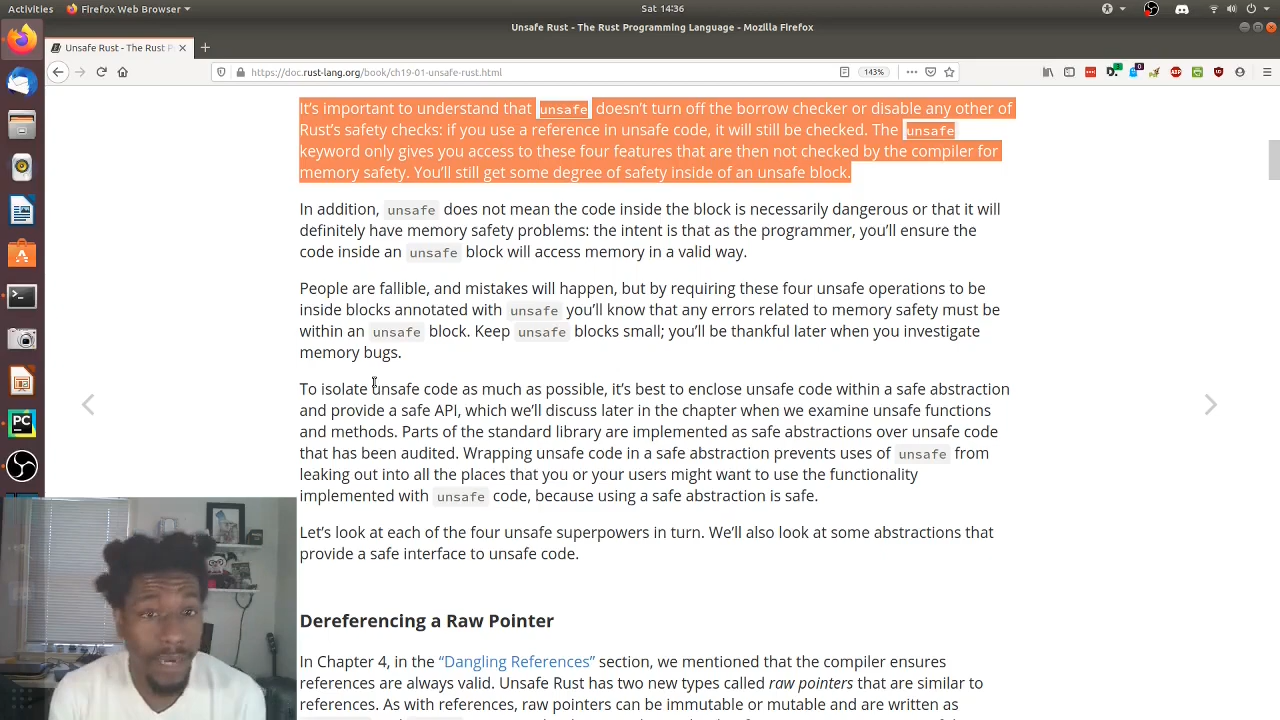 Activities
Firefox Web Browser
Sat 14:36
Unsafe Rust - The Rust Programming Language - Mozilla Firefox
Unsafe Rust - The Rust P
https://doc.rust-lang.org/book/ch19-01-unsafe-rust.html
143%
It's important to understand that unsafe doesn't turn off the borrow checker or disable any other of
Rust's safety checks: if you use a reference in unsafe code, it will still be checked. The unsafe
keyword only gives you access to these four features that are then not checked by the compiler for
memory safety. You'll still get some degree of safety inside of an unsafe block.
In addition, unsafe does not mean the code inside the block is necessarily dangerous or that it will
definitely have memory safety problems: the intent is that as the programmer, you'll ensure the
code inside an unsafe block will access memory in a valid way.
People are fallible, and mistakes will happen, but by requiring these four unsafe operations to be
inside blocks annotated with unsafe you'll know that any errors related to memory safety must be
within an unsafe block. Keep unsafe blocks small; you'll be thankful later when you investigate
memory bugs.
To isolate unsafe code as much as possible, it's best to enclose unsafe code within a safe abstraction
and provide a safe API, which we'll discuss later in the chapter when we examine unsafe functions
and methods. Parts of the standard library are implemented as safe abstractions over unsafe code
that has been audited. Wrapping unsafe code in a safe abstraction prevents uses of unsafe from
leaking out into all the places that you or your users might want to use the functionality
implemented with unsafe code, because using a safe abstraction is safe.
Let's look at each of the four unsafe superpowers in turn. We'll also look at some abstractions that
provide a safe interface to unsafe code.
Dereferencing a Raw Pointer
In Chapter 4, in the "Dangling References" section, we mentioned that the compiler ensures
references are always valid. Unsafe Rust has two new types called raw pointers that are similar to
references. As with references, raw pointers can be immutable or mutable and are written as